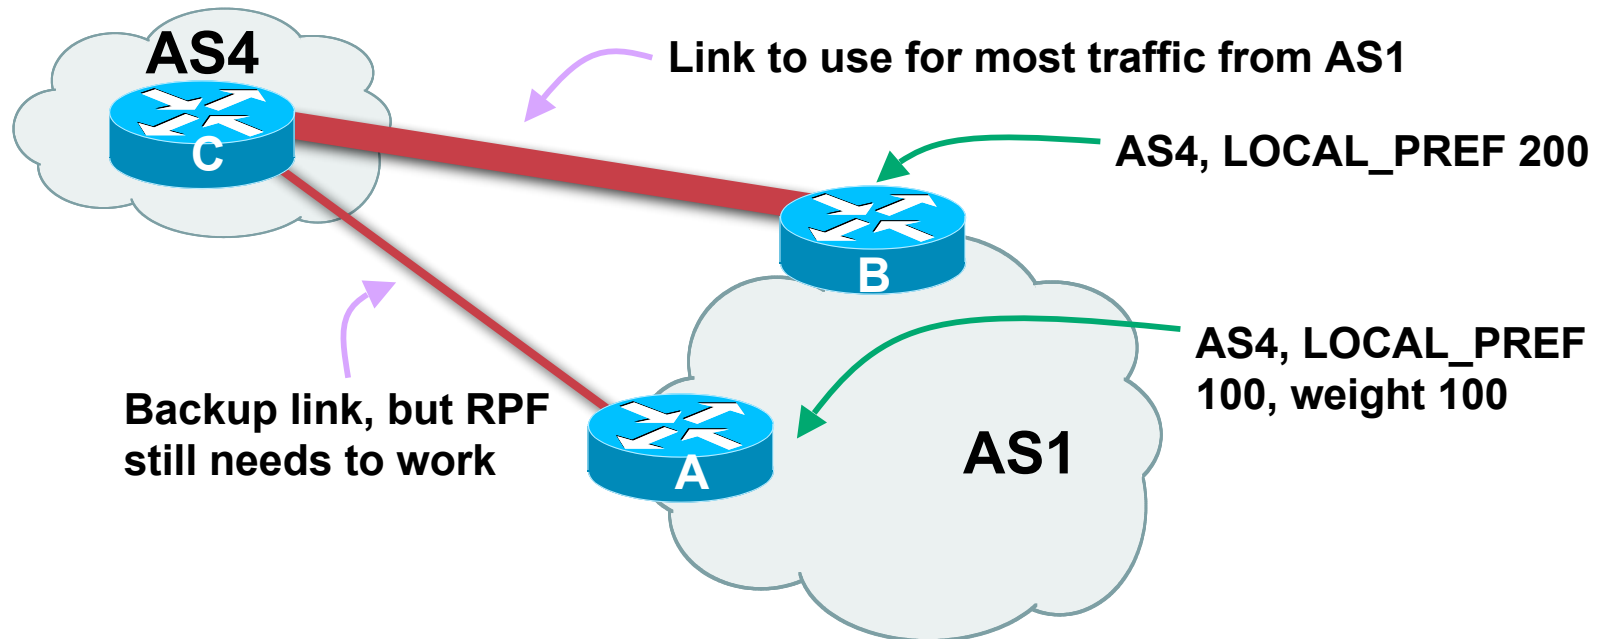 AS4
Link to use for most traffic from AS1
C
AS4, LOCAL_PREF 200
B
AS4, LOCAL_PREF
100, weight 100
Backup link, but RPF
still needs to work
A
AS1